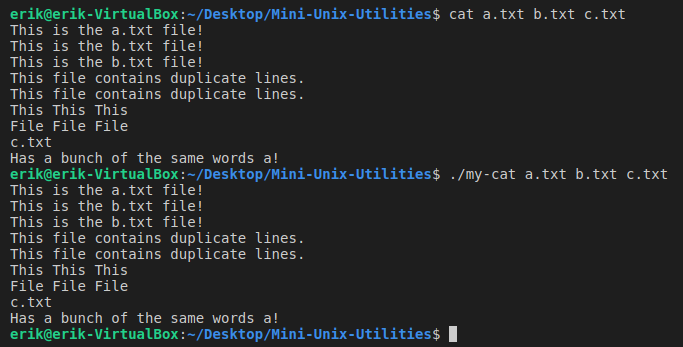 erik@erik-VirtualBox:~/Desktop/Mini-Unix-Utilities$ cat a.txt b.txt c.txt
This is the a.txt file!
This is the b.txt file!
This is the b.txt file!
This file contains duplicate lines.
This file contains duplicate lines.
This This This
File File File
c.txt
Has a bunch of the same words a!
erik@erik-VirtualBox:~/Desktop/Mini-Unix-Utilities$ ./my-cat a.txt b.txt c.txt
This is the a.txt file!
This is the b.txt file!
This is the b.txt file!
This file contains duplicate lines.
This file contains duplicate lines.
This This This
File File File
c.txt
Has a bunch of the same words a!
erik@erik-VirtualBox:~/Desktop/Mini-Unix-Utilities$